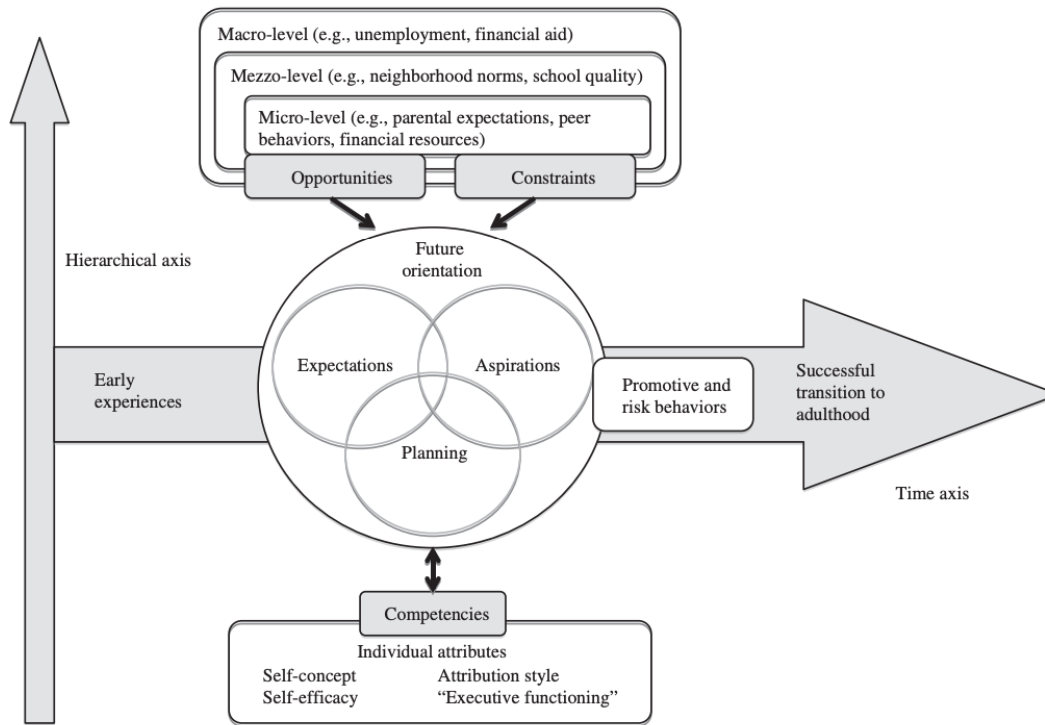 Macro-level (e.g., unemployment, financial aid)
Mezzo-level (e.g., neighborhood norms, school quality)
Micro-level (e.g., parental expectations, peer
behaviors, financial resources)
Opportunities
Constraints
Hierarchical axis
Future
orientation
Expectations
Aspirations
Planning
Early
experiences
Promotive and
risk behaviors
Successful
transition to
adulthood
Time axis
Competencies
Individual attributes
Self-concept
Attribution style
Self-efficacy
“Executive functioning”